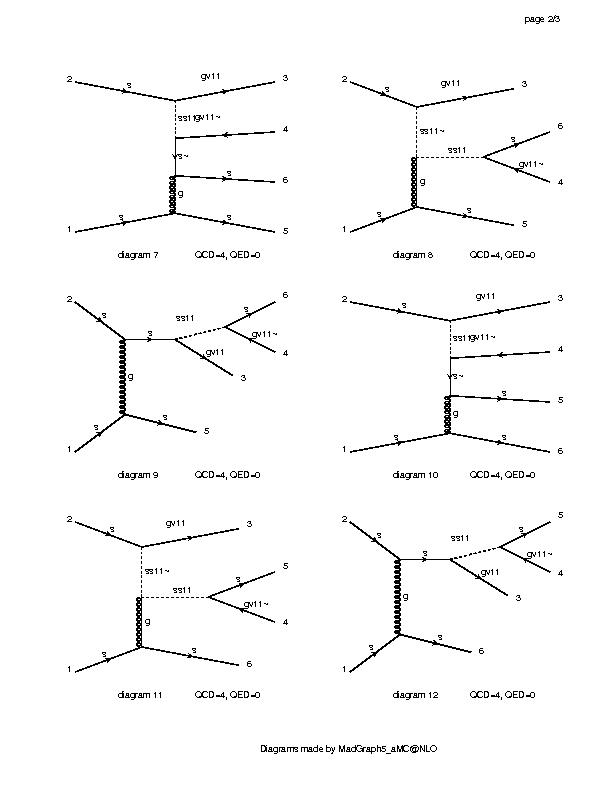 page 2/3
2 s gv11 3
ss11 gv11~ 4
s~
s 6
g
1 s s 5
diagram 7 QCD=4, QED=0
2 s gv11 3
ss11~ s 6
ss11
g gv11~ 4
1 s s 5
diagram 8 QCD=4, QED=0
2 s s ss11 s 6
gv11~ 4
gv11 3
g
1 s s 5
diagram 9 QCD=4, QED=0
2 s gv11 3
ss11 gv11~ 4
s~
s 5
g
1 s s 6
diagram 10 QCD=4, QED=0
2 s gv11 3
ss11~ s 5
ss11
g gv11~ 4
1 s s 6
diagram 11 QCD=4, QED=0
2 s s ss11 s 5
gv11~ 4
gv11 3
g
1 s s 6
diagram 12 QCD=4, QED=0
Diagrams made by MadGraph5_aMC@NLO